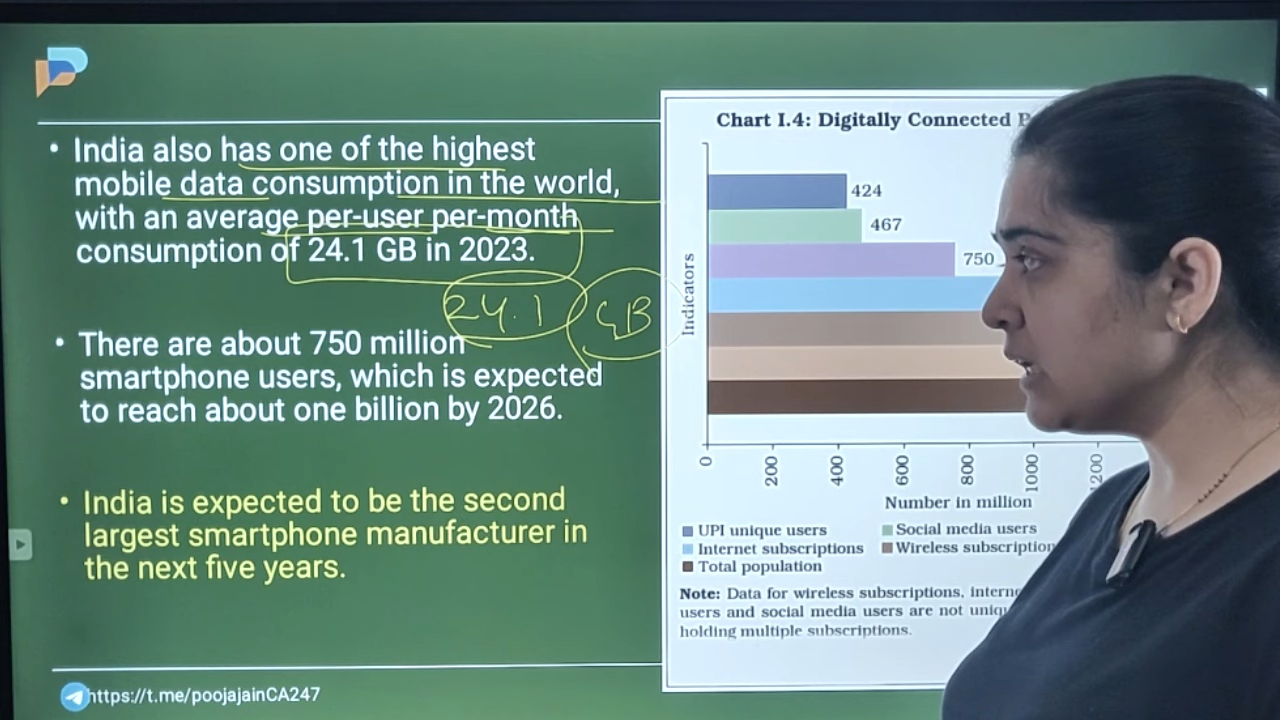 • India also has one of the highest
mobile data consumption in the world,
with an average per-user per-month
consumption of 24.1 GB in 2023.
24.1 GB
• There are about 750 million
smartphone users, which is expected
to reach about one billion by 2026.
• India is expected to be the second
largest smartphone manufacturer in
the next five years.
https://t.me/poojajainCA247
Chart I.4: Digitally Connected
424
467
750
Indicators
0 200 400 600 800 1000 1200
Number in million
UPI unique users Social media users
Internet subscriptions Wireless subscription
Total population
Note: Data for wireless subscriptions,
users and social media users are not
holding multiple subscriptions.